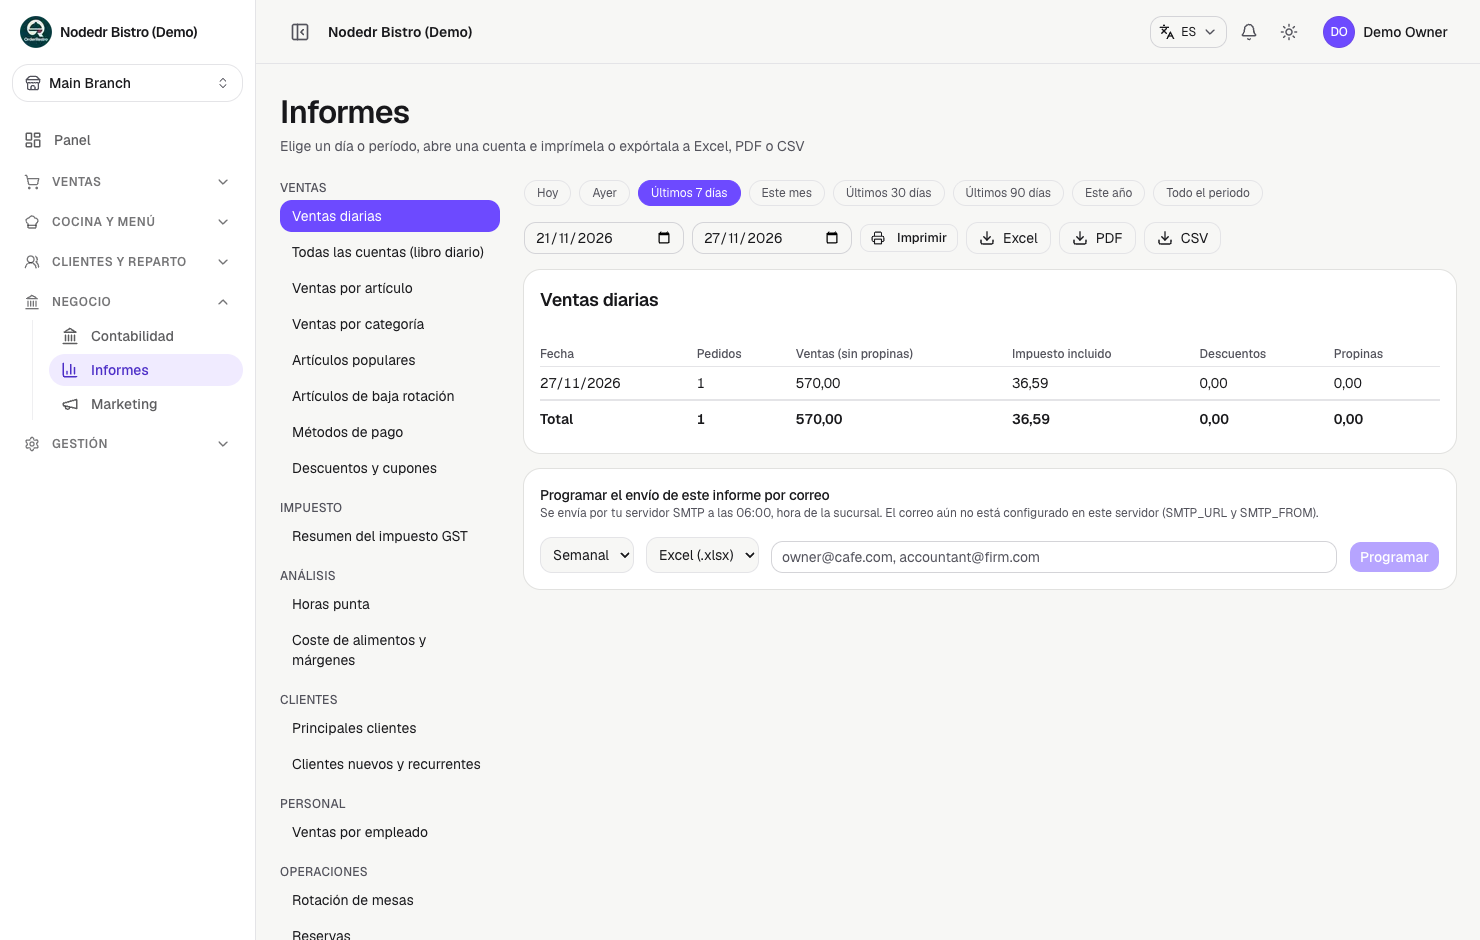 Nodedr Bistro (Demo)
Main Branch
Panel
VENTAS
COCINA Y MENÚ
CLIENTES Y REPARTO
NEGOCIO
Contabilidad
Informes
Marketing
GESTIÓN
Nodedr Bistro (Demo)
ES
DO
Demo Owner
Informes
Elige un día o período, abre una cuenta e imprímela o expórtala a Excel, PDF o CSV
VENTAS
Ventas diarias
Todas las cuentas (libro diario)
Ventas por artículo
Ventas por categoría
Artículos populares
Artículos de baja rotación
Métodos de pago
Descuentos y cupones
IMPUESTO
Resumen del impuesto GST
ANÁLISIS
Horas punta
Coste de alimentos y
márgenes
CLIENTES
Principales clientes
Clientes nuevos y recurrentes
PERSONAL
Ventas por empleado
OPERACIONES
Rotación de mesas
Reservas
Hoy Ayer Últimos 7 días Este mes Últimos 30 días Últimos 90 días Este año Todo el periodo
21/11/2026 27/11/2026 Imprimir Excel PDF CSV
Ventas diarias
Fecha Pedidos Ventas (sin propinas) Impuesto incluido Descuentos Propinas
27/11/2026 1 570,00 36,59 0,00 0,00
Total 1 570,00 36,59 0,00 0,00
Programar el envío de este informe por correo
Se envía por tu servidor SMTP a las 06:00, hora de la sucursal. El correo aún no está configurado en este servidor (SMTP_URL y SMTP_FROM).
Semanal Excel (.xlsx) owner@cafe.com, accountant@firm.com Programar